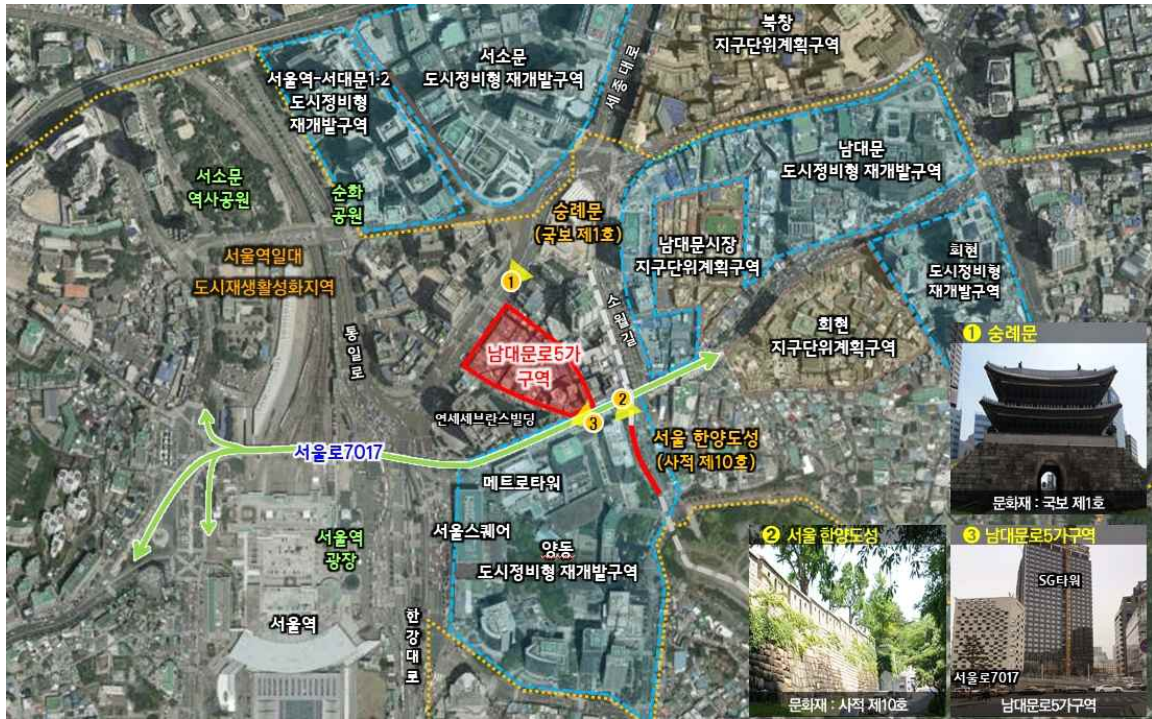 북창
지구단위계획구역
서소문
도시정비형 재개발구역
세종대로
서울역-서대문1·2
도시정비형
재개발구역
남대문
도시정비형 재개발구역
서소문
역사공원
순화
공원
숭례문
(국보 제1호)
남대문시장
지구단위계획구역
회현
도시정비형
재개발구역
서울역일대
도시재생활성화지역
1
소월길
통일로
회현
지구단위계획구역
남대문로5가
구역
연세세브란스빌딩
2
3
서울로7017
서울 한양도성
(사적 제10호)
메트로타워
서울스퀘어
양동
도시정비형 재개발구역
서울역
광장
서울역
한강대로
1 숭례문
문화재 : 국보 제1호
2 서울 한양도성
문화재 : 사적 제10호
3 남대문로5가구역
SG타워
서울로7017
남대문로5가구역